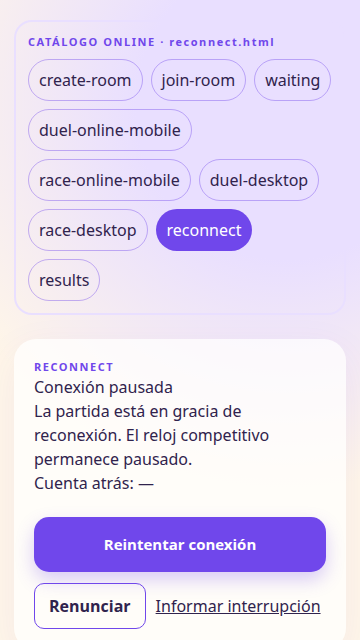 CATÁLOGO ONLINE · reconnect.html
create-room join-room waiting
duel-online-mobile
race-online-mobile duel-desktop
race-desktop reconnect
results
RECONNECT
Conexión pausada
La partida está en gracia de
reconexión. El reloj competitivo
permanece pausado.
Cuenta atrás: —
Reintentar conexión
Renunciar Informar interrupción